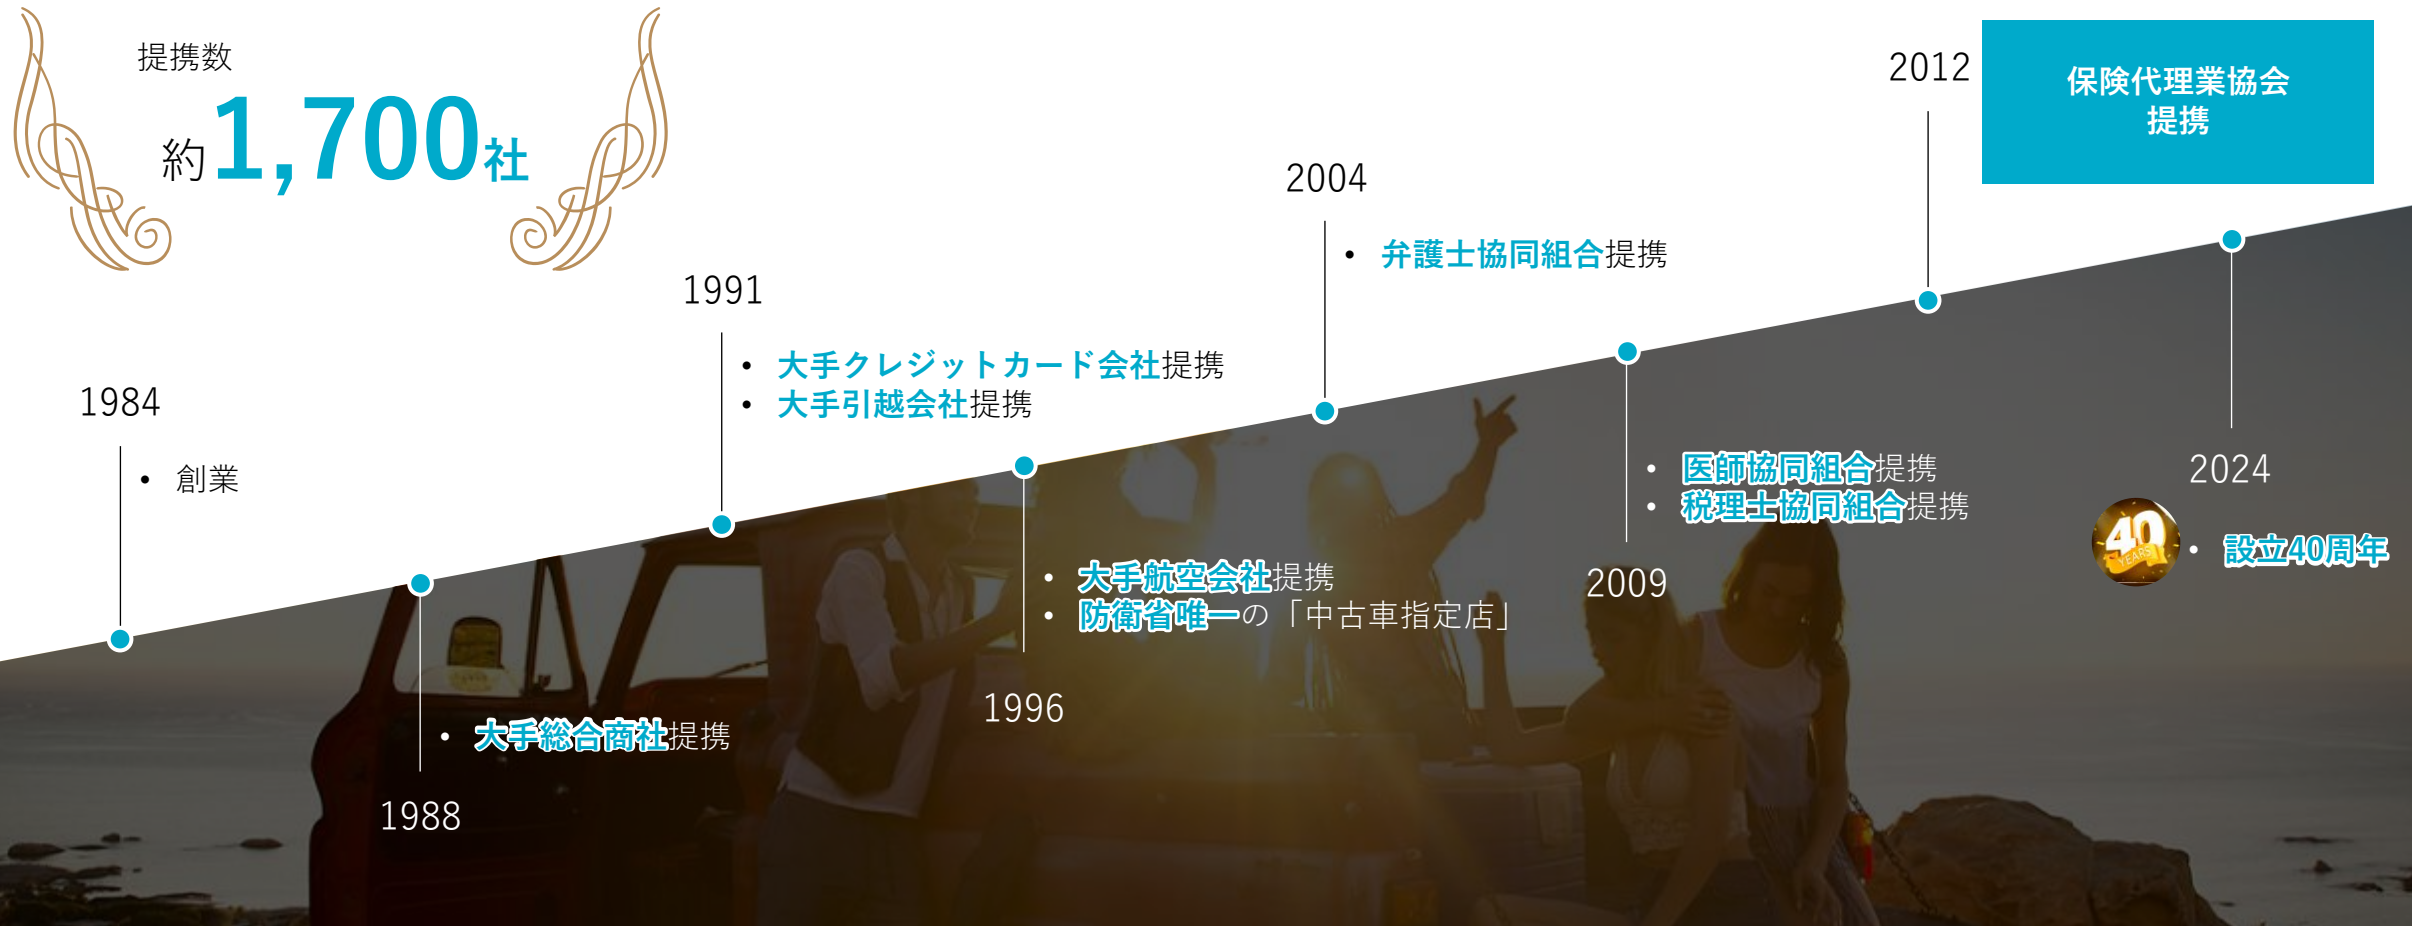 提携数
約1,700社
1984
• 創業
1988
• 大手総合商社提携
1991
• 大手クレジットカード会社提携
• 大手引越会社提携
1996
• 大手航空会社提携
• 防衛省唯一の「中古車指定店」
2004
• 弁護士協同組合提携
2009
• 医師協同組合提携
• 税理士協同組合提携
2012
保険代理業協会
提携
2024
40
YEARS
• 設立40周年